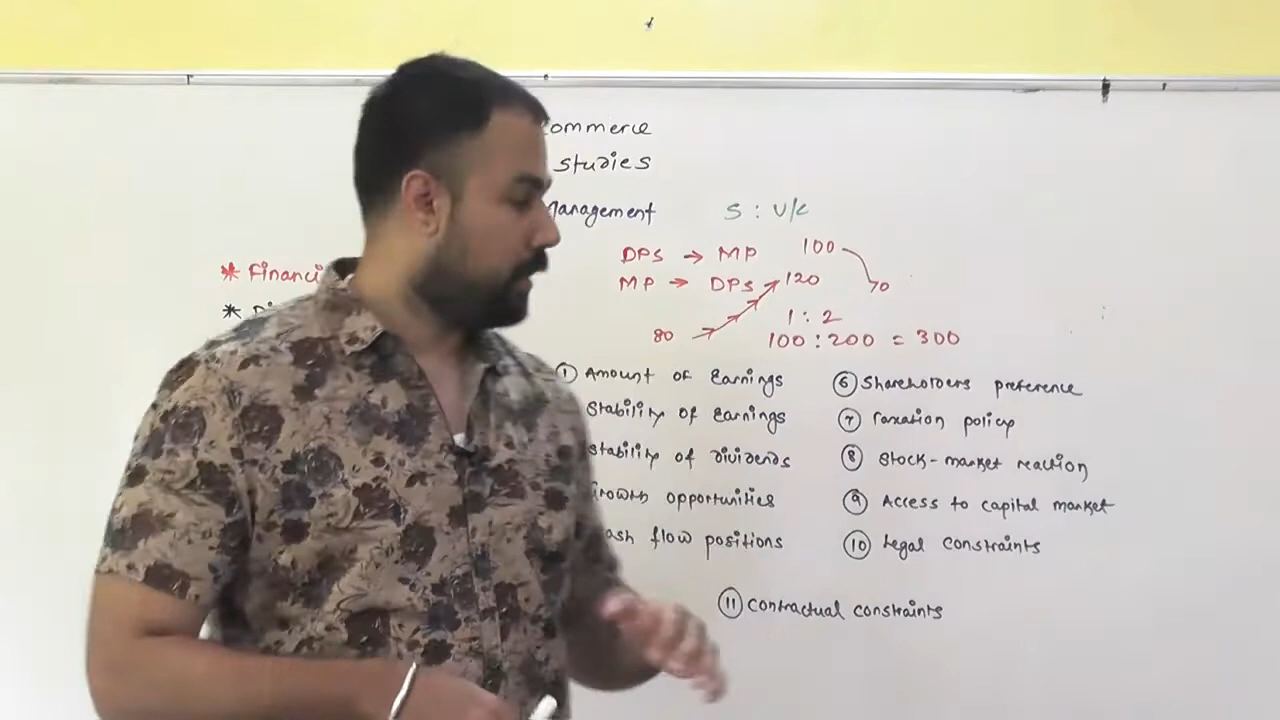 ommerce
studies
Management S : U/C
DPS → MP 100
MP → DPS 120 70
1 : 2
80 100 : 200 = 300
* Financi
*
① Amount of Earnings
Stability of Earnings
Stability of dividends
Growth opportunities
ash flow positions
⑥ Shareholders preference
⑦ Taxation policy
⑧ Stock-market reaction
⑨ Access to capital market
⑩ Legal constraints
⑪ Contractual constraints